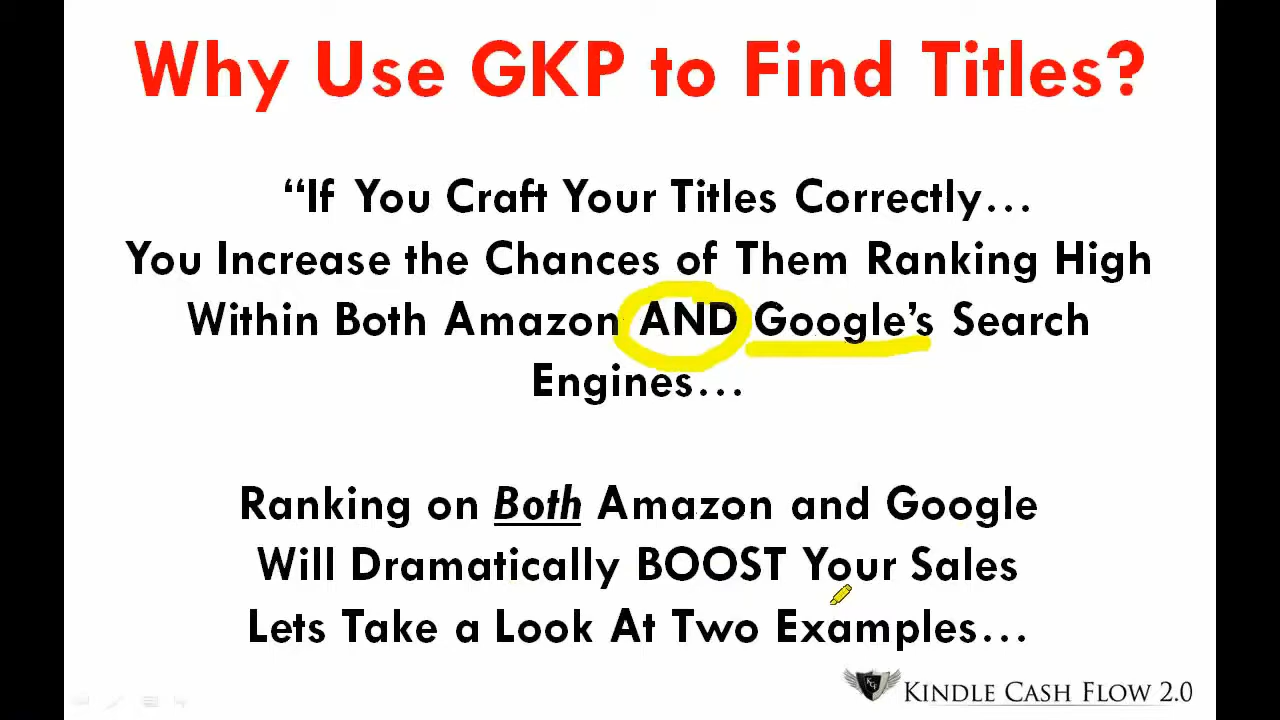 Why Use GKP to Find Titles?
“If You Craft Your Titles Correctly…
You Increase the Chances of Them Ranking High
Within Both Amazon AND Google’s Search
Engines…
Ranking on Both Amazon and Google
Will Dramatically BOOST Your Sales
Lets Take a Look At Two Examples…
KINDLE CASH FLOW 2.0